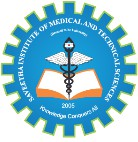 SAVEETHA INSTITUTE OF MEDICAL AND TECHNICAL SCIENCES
2005
Knowledge Conquers All